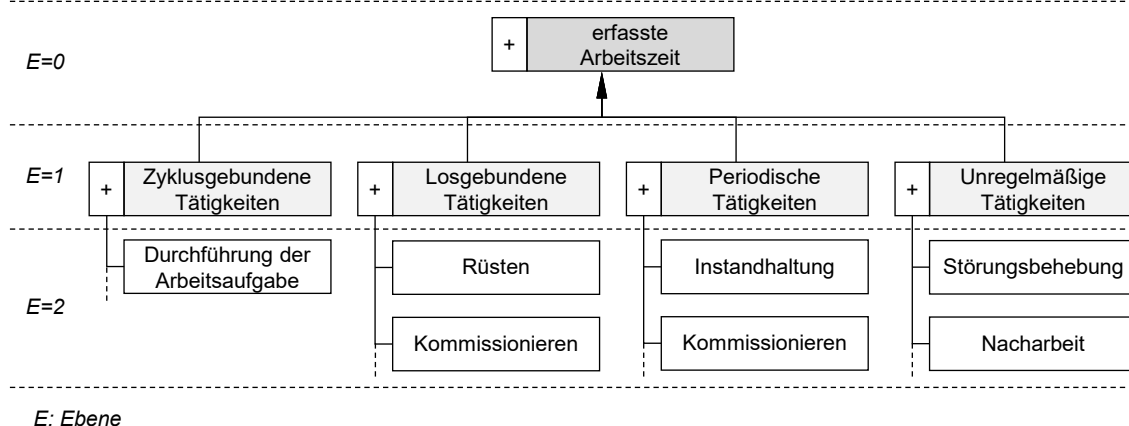 E=0
+
erfasste
Arbeitszeit
E=1
+
Zyklusgebundene
Tätigkeiten
+
Losgebundene
Tätigkeiten
+
Periodische
Tätigkeiten
+
Unregelmäßige
Tätigkeiten
E=2
Durchführung der
Arbeitsaufgabe
Rüsten
Instandhaltung
Störungsbehebung
Kommissionieren
Kommissionieren
Nacharbeit
E: Ebene